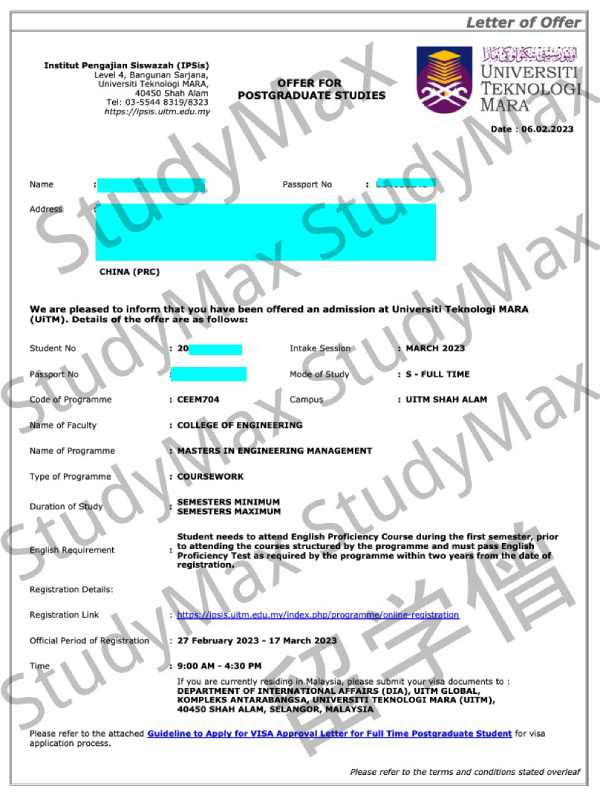 Letter of Offer
Institut Pengajian Siswazah (IPSis)
Level 4, Bangunan Sarjana,
Universiti Teknologi MARA,
40450 Shah Alam
Tel: 03-5544 8319/8323
https://ipsis.uitm.edu.my
OFFER FOR
POSTGRADUATE STUDIES
UNIVERSITI
TEKNOLOGI
MARA
Date : 06.02.2023
Name :
Passport No :
Address :
CHINA (PRC)
We are pleased to inform that you have been offered an admission at Universiti Teknologi MARA
(UiTM). Details of the offer are as follows:
Student No : 20
Intake Session : MARCH 2023
Passport No :
Mode of Study : S - FULL TIME
Code of Programme : CEEM704
Campus : UITM SHAH ALAM
Name of Faculty : COLLEGE OF ENGINEERING
Name of Programme : MASTERS IN ENGINEERING MANAGEMENT
Type of Programme : COURSEWORK
Duration of Study : SEMESTERS MINIMUM
SEMESTERS MAXIMUM
English Requirement : Student needs to attend English Proficiency Course during the first semester, prior
to attending the courses structured by the programme and must pass English
Proficiency Test as required by the programme within two years from the date of
registration.
Registration Details:
Registration Link : https://ipsis.uitm.edu.my/index.php/programme/online-registration
Official Period of Registration : 27 February 2023 - 17 March 2023
Time : 9:00 AM - 4:30 PM
If you are currently residing in Malaysia, please submit your visa documents to :
DEPARTMENT OF INTERNATIONAL AFFAIRS (DIA), UITM GLOBAL,
KOMPLEKS ANTARABANGSA, UNIVERSITI TEKNOLOGI MARA (UITM),
40450 SHAH ALAM, SELANGOR, MALAYSIA
Please refer to the attached Guideline to Apply for VISA Approval Letter for Full Time Postgraduate Student for visa
application process.
Please refer to the terms and conditions stated overleaf
StudyMax StudyMax
StudyMax StudyMax
StudyMax StudyMax
留学僧